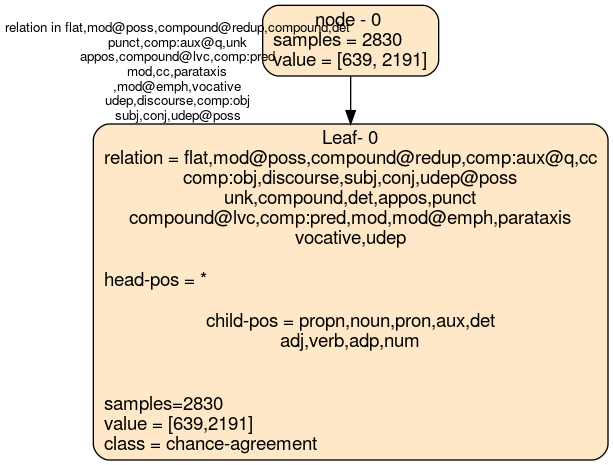 node - 0
samples = 2830
value = [639, 2191]
relation in flat,mod@poss,compound@redup,compound,det
punct,comp:aux@q,unk
appos,compound@lvc,comp:pred
mod,cc,parataxis
,mod@emph,vocative
udep,discourse,comp:obj
subj,conj,udep@poss
Leaf- 0
relation = flat,mod@poss,compound@redup,comp:aux@q,cc
comp:obj,discourse,subj,conj,udep@poss
unk,compound,det,appos,punct
compound@lvc,comp:pred,mod,mod@emph,parataxis
vocative,udep
head-pos = *
child-pos = propn,noun,pron,aux,det
adj,verb,adp,num
samples=2830
value = [639,2191]
class = chance-agreement